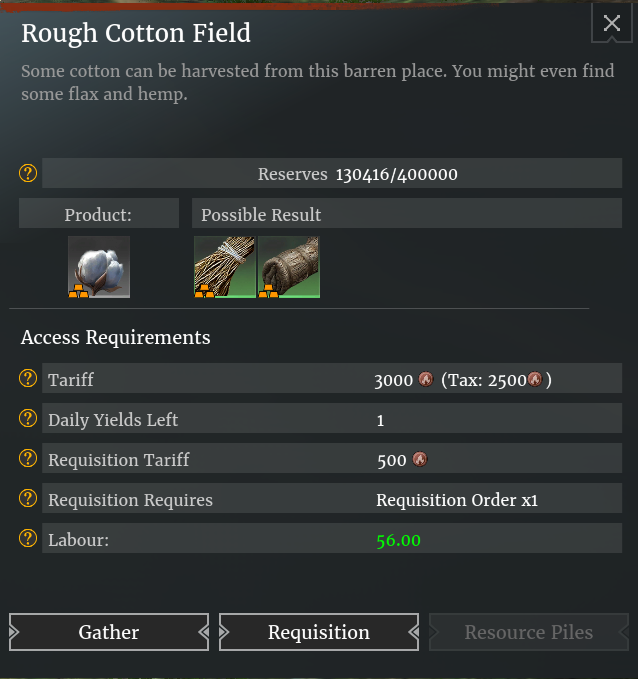 Rough Cotton Field
Some cotton can be harvested from this barren place. You might even find
some flax and hemp.
? Reserves 130416/400000
Product: Possible Result
Access Requirements
? Tariff 3000 (Tax: 2500 )
? Daily Yields Left 1
? Requisition Tariff 500
? Requisition Requires Requisition Order x1
? Labour: 56.00
Gather Requisition Resource Piles